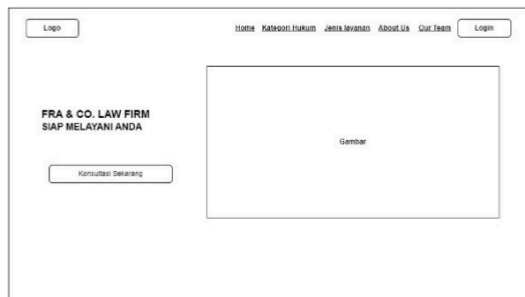 Logo
Home Kategori Hukum Jenis layanan About Us Our Team Login
FRA & CO. LAW FIRM
SIAP MELAYANI ANDA
Gambar
Konsultasi Sekarang